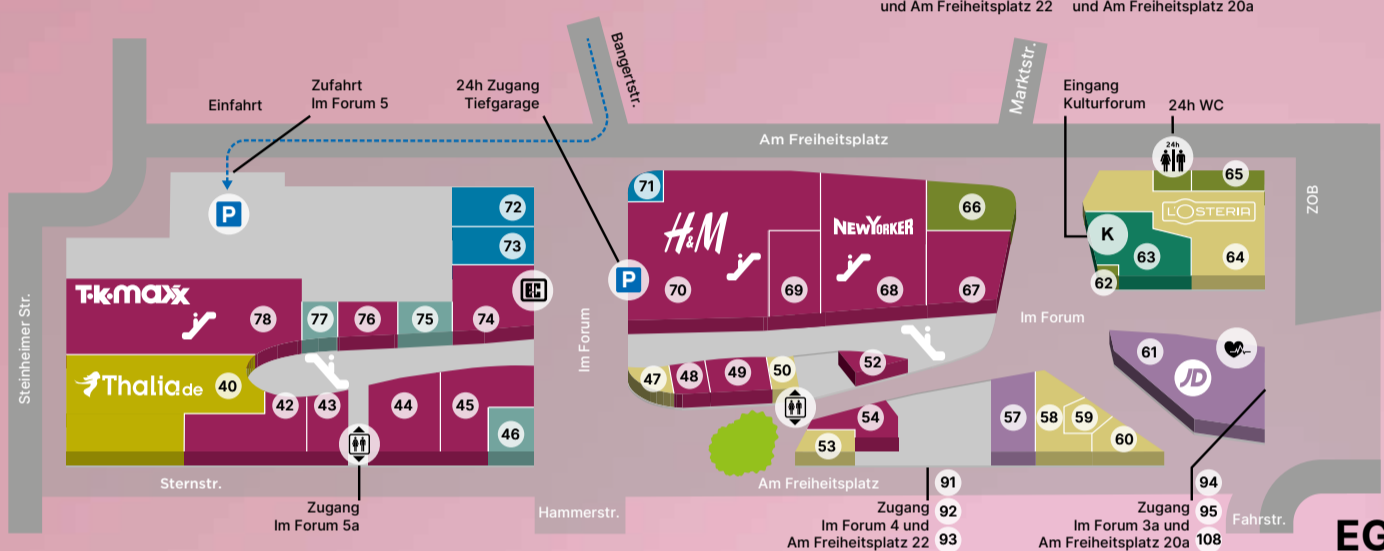 und Am Freiheitsplatz 22
und Am Freiheitsplatz 20a
Bangertstr.
Marktstr.
Einfahrt
Zufahrt
Im Forum 5
24h Zugang
Tiefgarage
Eingang
Kulturforum
24h WC
24h
Am Freiheitsplatz
ZOB
Steinheimer Str.
P
72
73
71
H&M
NEWYORKER
66
65
L'OSTERIA
K
63
64
62
T·K·maxx
78
77
76
75
74
EC
P
70
69
68
67
Im Forum
Im Forum
Thalia.de
40
42
43
44
45
46
47
48
49
50
52
54
53
57
58
59
60
61
JD
Sternstr.
Am Freiheitsplatz
Hammerstr.
Fahrstr.
Zugang
Im Forum 5a
Zugang
Im Forum 4 und
Am Freiheitsplatz 22
91
92
93
Zugang
Im Forum 3a und
Am Freiheitsplatz 20a
94
95
108
EG